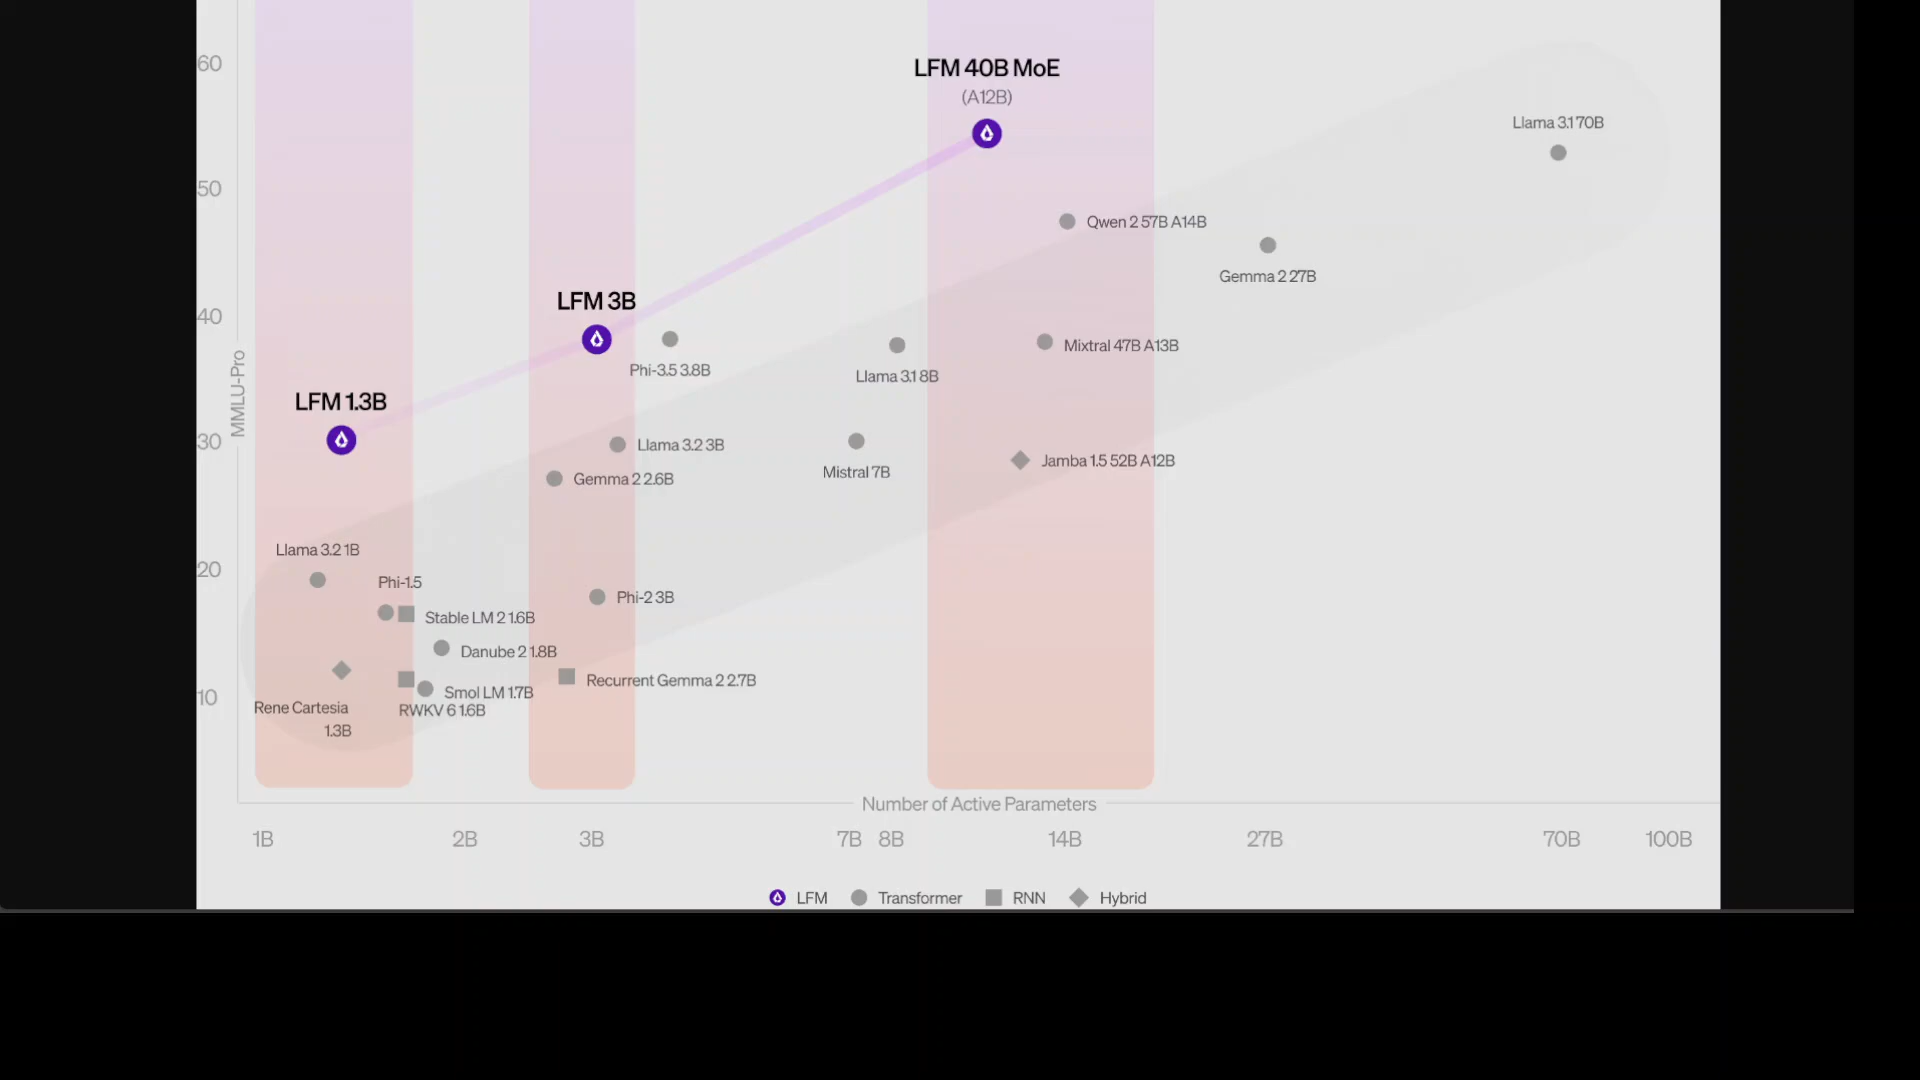 60
LFM 40B MoE
(A12B)
Llama 3.1 70B
50
Qwen 2 57B A14B
Gemma 2 27B
LFM 3B
40
Mixtral 47B A13B
Phi-3.5 3.8B
Llama 3.1 8B
MMLU-Pro
LFM 1.3B
30
Llama 3.2 3B
Jamba 1.5 52B A12B
Mistral 7B
Gemma 2 2.6B
Llama 3.2 1B
20
Phi-1.5
Phi-2 3B
Stable LM 2 1.6B
Danube 2 1.8B
Recurrent Gemma 2 2.7B
Smol LM 1.7B
10
Rene Cartesia
1.3B
RWKV 6 1.6B
Number of Active Parameters
1B 2B 3B 7B 8B 14B 27B 70B 100B
LFM Transformer RNN Hybrid